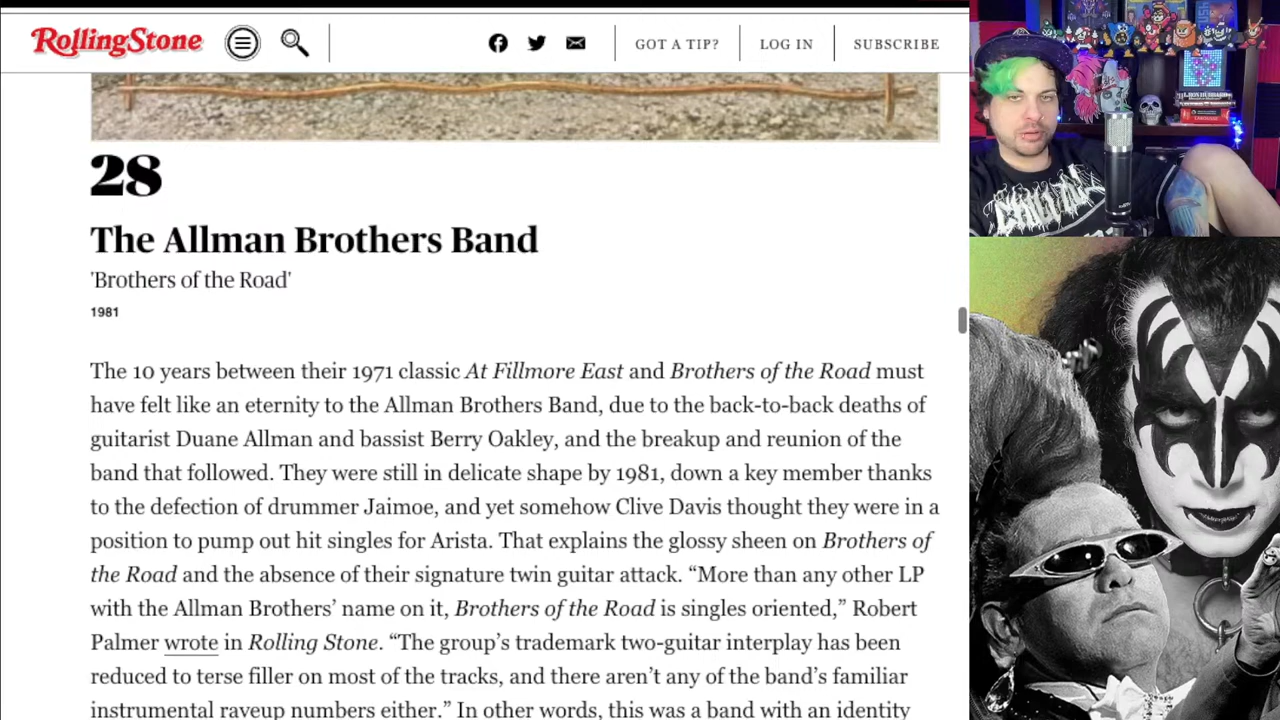 RollingStone
GOT A TIP?
LOG IN
SUBSCRIBE
28
The Allman Brothers Band
'Brothers of the Road'
1981
The 10 years between their 1971 classic At Fillmore East and Brothers of the Road must
have felt like an eternity to the Allman Brothers Band, due to the back-to-back deaths of
guitarist Duane Allman and bassist Berry Oakley, and the breakup and reunion of the
band that followed. They were still in delicate shape by 1981, down a key member thanks
to the defection of drummer Jaimoe, and yet somehow Clive Davis thought they were in a
position to pump out hit singles for Arista. That explains the glossy sheen on Brothers of
the Road and the absence of their signature twin guitar attack. “More than any other LP
with the Allman Brothers’ name on it, Brothers of the Road is singles oriented,” Robert
Palmer wrote in Rolling Stone. “The group’s trademark two-guitar interplay has been
reduced to terse filler on most of the tracks, and there aren’t any of the band’s familiar
instrumental raveup numbers either.” In other words, this was a band with an identity